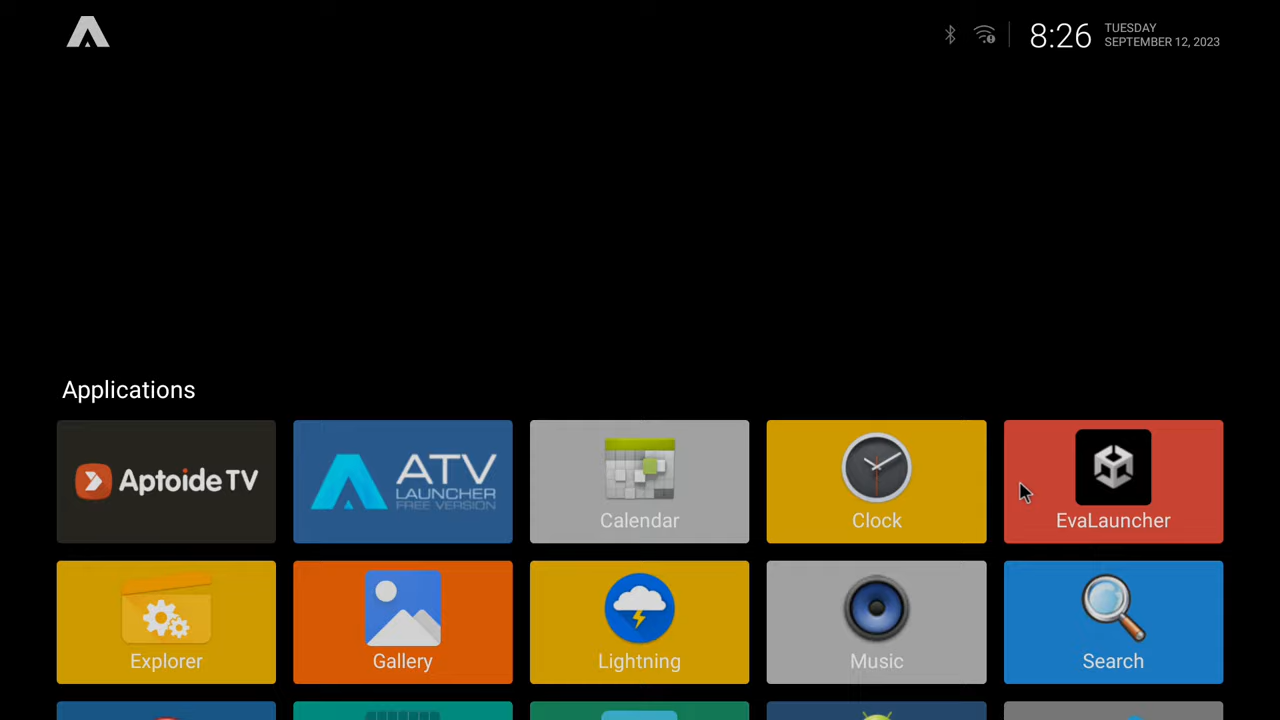 8:26
TUESDAY
SEPTEMBER 12, 2023
Applications
Aptoide TV
ATV
LAUNCHER
FREE VERSION
Calendar
Clock
EvaLauncher
Explorer
Gallery
Lightning
Music
Search